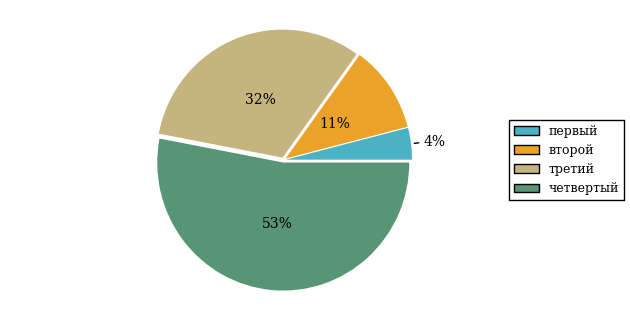 32%
11%
4%
53%
первый
второй
третий
четвертый